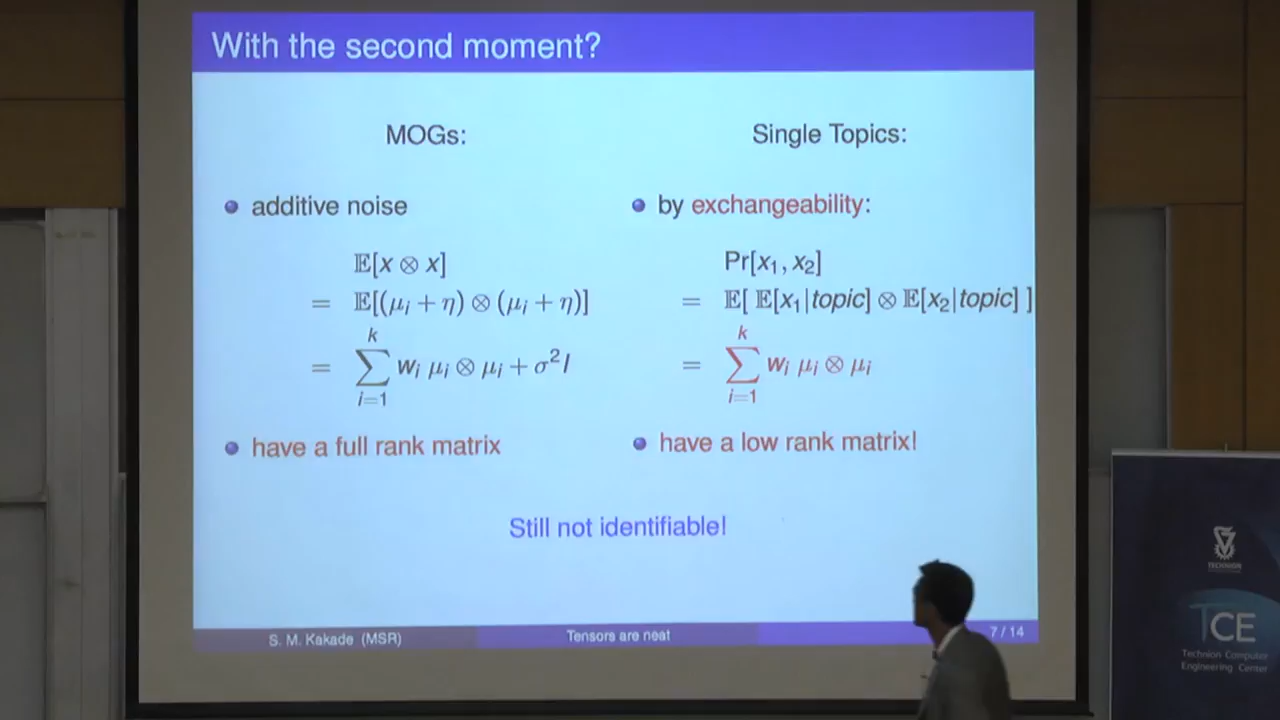 With the second moment?
MOGs:
additive noise
𝔼[x ⊗ x]
= 𝔼[(μᵢ + η) ⊗ (μᵢ + η)]
= ∑ᵢ₌₁ᵏ wᵢ μᵢ ⊗ μᵢ + σ²I
have a full rank matrix
Single Topics:
by exchangeability:
Pr[x₁, x₂]
= 𝔼[ 𝔼[x₁|topic] ⊗ 𝔼[x₂|topic] ]
= ∑ᵢ₌₁ᵏ wᵢ μᵢ ⊗ μᵢ
have a low rank matrix!
Still not identifiable!
S. M. Kakade (MSR)
Tensors are neat
7 / 14
TECHNION
TCE
Technion Computer
Engineering Center